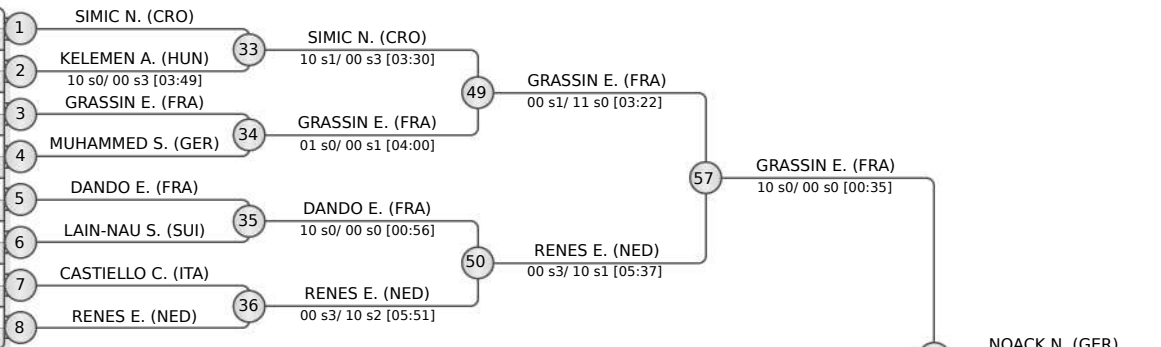 1
SIMIC N. (CRO)
33
SIMIC N. (CRO)
10 s1/ 00 s3 [03:30]
2
KELEMEN A. (HUN)
10 s0/ 00 s3 [03:49]
49
GRASSIN E. (FRA)
00 s1/ 11 s0 [03:22]
3
GRASSIN E. (FRA)
34
GRASSIN E. (FRA)
01 s0/ 00 s1 [04:00]
4
MUHAMMED S. (GER)
57
GRASSIN E. (FRA)
10 s0/ 00 s0 [00:35]
5
DANDO E. (FRA)
35
DANDO E. (FRA)
10 s0/ 00 s0 [00:56]
6
LAIN-NAU S. (SUI)
50
RENES E. (NED)
00 s3/ 10 s1 [05:37]
7
CASTIELLO C. (ITA)
36
RENES E. (NED)
00 s3/ 10 s2 [05:51]
8
RENES E. (NED)
NOACK N. (GER)